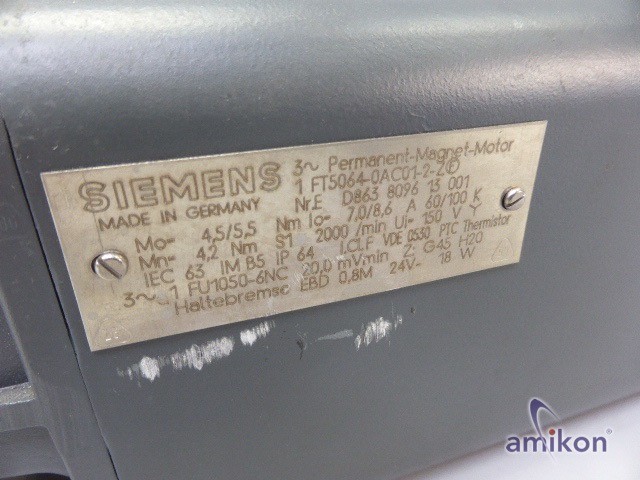 SIEMENS
MADE IN GERMANY
3~ Permanent-Magnet-Motor
1 FT5064-0AC01-2-Z
Nr.E D863 8096 13 001
Mo= 4,5/5,5 Nm Io= 7,0/8,6 A 60/100 K
Mn= 4,2 Nm S1 2000 /min UI= 150 V Y
IEC 63 IM B5 IP 64 I.CLF VDE 0530 PTC Thermistor
3~ 1 FU1050-6NC 20,0 mV/min Z: G45 H20
Haltebremse EBD 0,8M 24V- 18 W
amikon